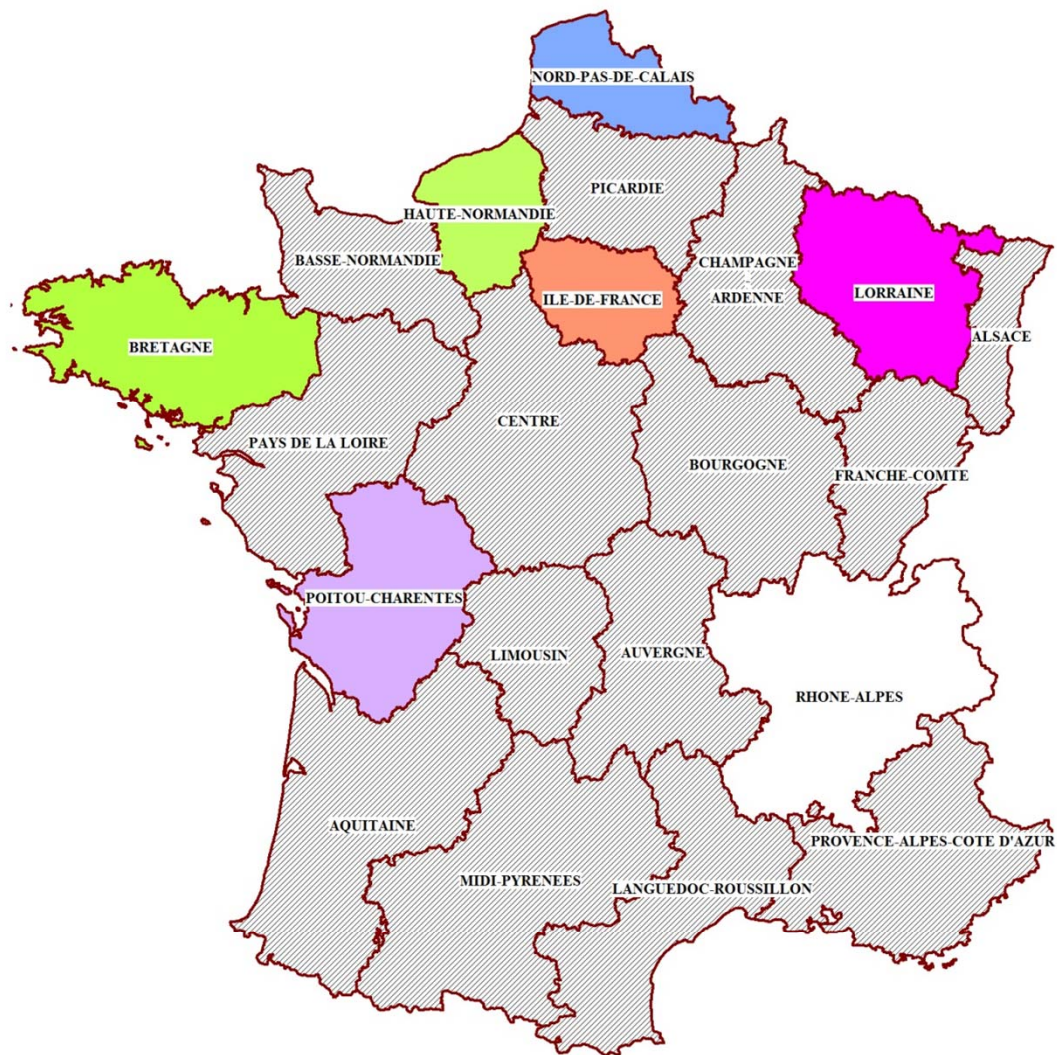 NORD-PAS-DE-CALAIS
PICARDIE
HAUTE-NORMANDIE
BASSE-NORMANDIE
CHAMPAGNE
ARDENNE
ILE-DE-FRANCE
LORRAINE
ALSACE
BRETAGNE
PAYS DE LA LOIRE
CENTRE
BOURGOGNE
FRANCHE-COMTE
POITOU-CHARENTES
LIMOUSIN
AUVERGNE
RHONE-ALPES
AQUITAINE
PROVENCE-ALPES-COTE D'AZUR
MIDI-PYRENEES
LANGUEDOC-ROUSSILLON